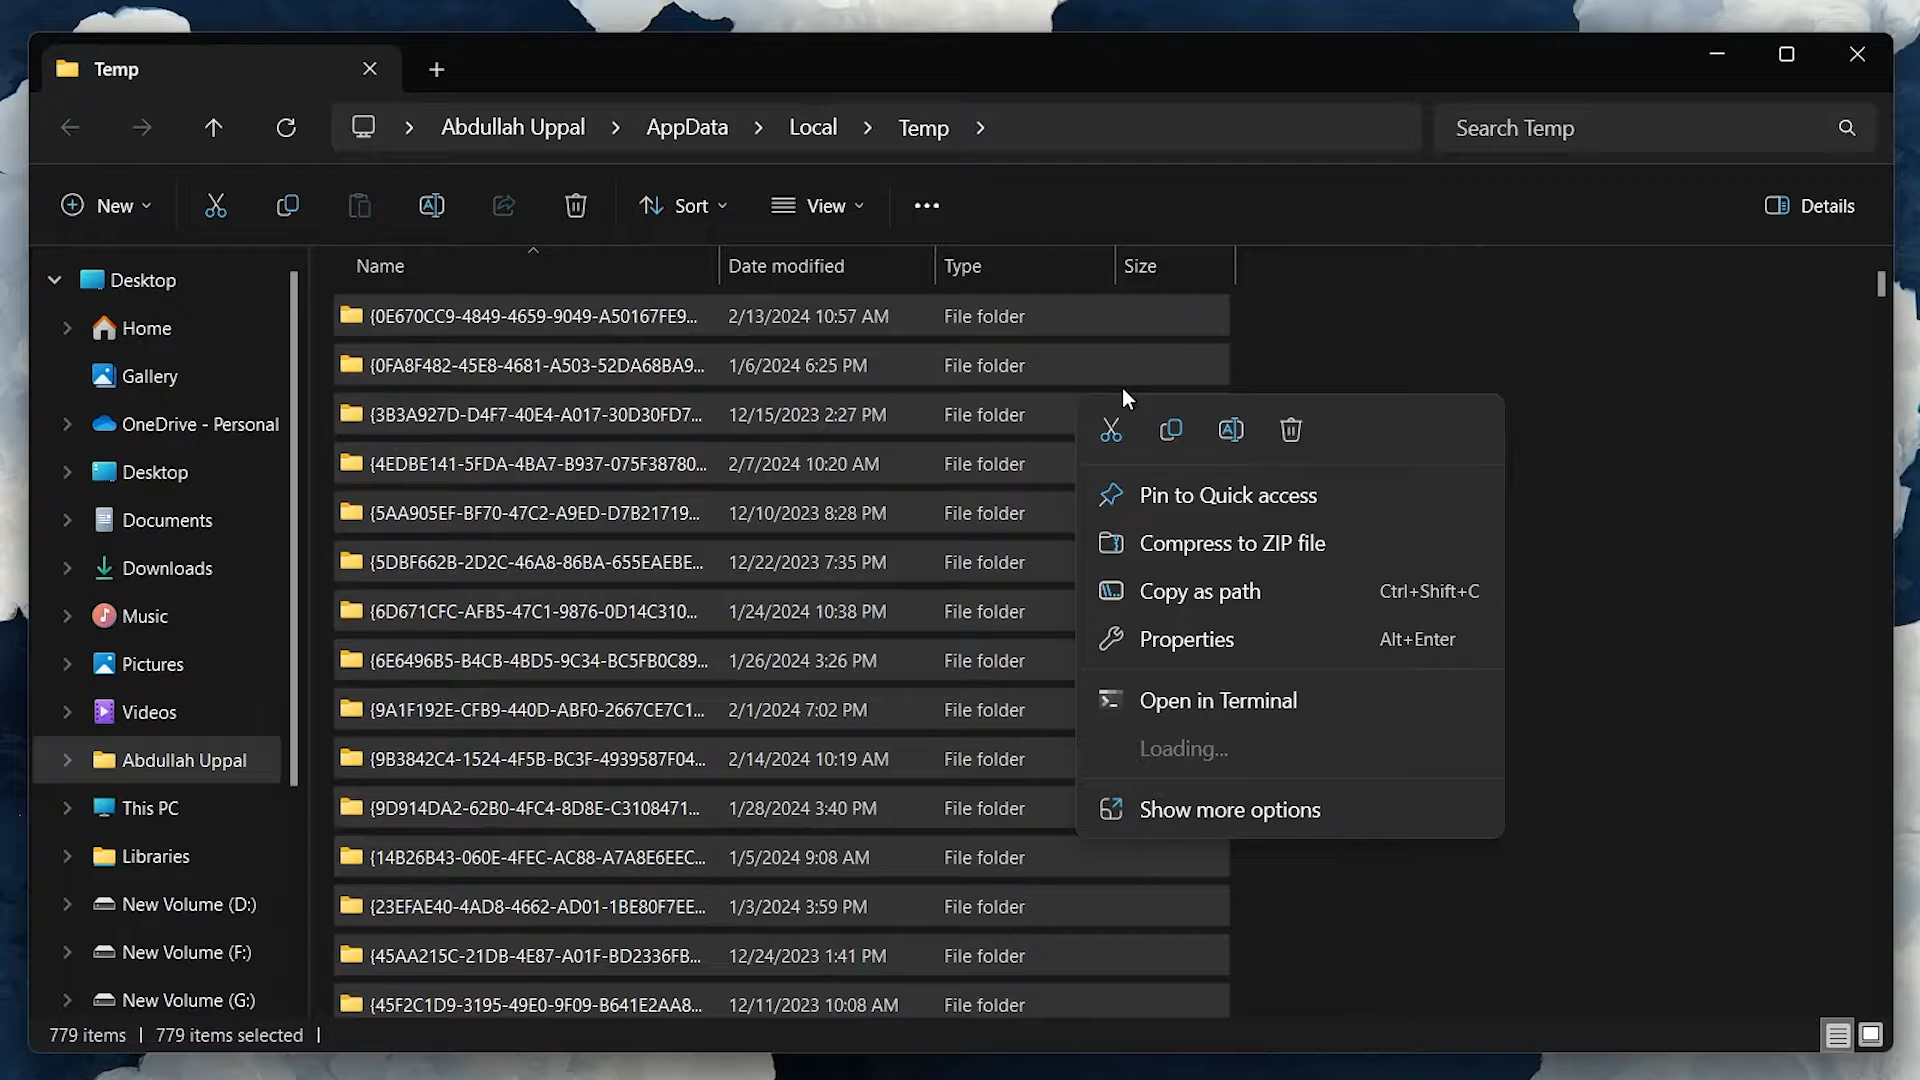 Temp
Abdullah Uppal > AppData > Local > Temp >
Search Temp
New
Sort
View
Details
Name
Date modified
Type
Size
Desktop
Home
Gallery
OneDrive - Personal
Desktop
Documents
Downloads
Music
Pictures
Videos
Abdullah Uppal
This PC
Libraries
New Volume (D:)
New Volume (F:)
New Volume (G:)
{0E670CC9-4849-4659-9049-A50167FE9... 2/13/2024 10:57 AM File folder
{0FA8F482-45E8-4681-A503-52DA68BA9... 1/6/2024 6:25 PM File folder
{3B3A927D-D4F7-40E4-A017-30D30FD7... 12/15/2023 2:27 PM File folder
{4EDBE141-5FDA-4BA7-B937-075F38780... 2/7/2024 10:20 AM File folder
{5AA905EF-BF70-47C2-A9ED-D7B21719... 12/10/2023 8:28 PM File folder
{5DBF662B-2D2C-46A8-86BA-655EAEBE... 12/22/2023 7:35 PM File folder
{6D671CFC-AFB5-47C1-9876-0D14C310... 1/24/2024 10:38 PM File folder
{6E6496B5-B4CB-4BD5-9C34-BC5FB0C89... 1/26/2024 3:26 PM File folder
{9A1F192E-CFB9-440D-ABF0-2667CE7C1... 2/1/2024 7:02 PM File folder
{9B3842C4-1524-4F5B-BC3F-4939587F04... 2/14/2024 10:19 AM File folder
{9D914DA2-62B0-4FC4-8D8E-C3108471... 1/28/2024 3:40 PM File folder
{14B26B43-060E-4FEC-AC88-A7A8E6EEC... 1/5/2024 9:08 AM File folder
{23EFAE40-4AD8-4662-AD01-1BE80F7EE... 1/3/2024 3:59 PM File folder
{45AA215C-21DB-4E87-A01F-BD2336FB... 12/24/2023 1:41 PM File folder
{45F2C1D9-3195-49E0-9F09-B641E2AA8... 12/11/2023 10:08 AM File folder
Pin to Quick access
Compress to ZIP file
Copy as path Ctrl+Shift+C
Properties Alt+Enter
Open in Terminal
Loading...
Show more options
779 items | 779 items selected |